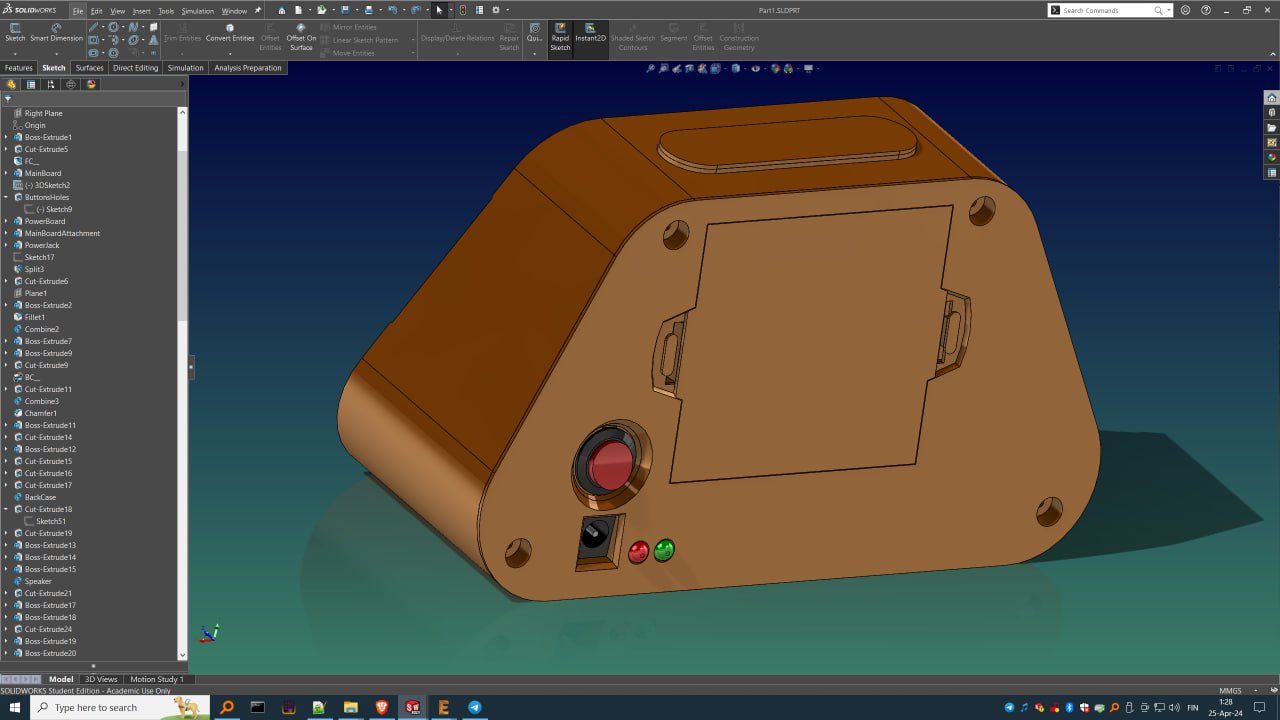 SOLIDWORKS File Edit View Insert Tools Simulation Window Part1.SLDPRT Search Commands
Sketch Smart Dimension Trim Entities Convert Entities Offset Entities Offset On Surface Mirror Entities Linear Sketch Pattern Move Entities Display/Delete Relations Repair Sketch Qui... Rapid Sketch Instant2D Shaded Sketch Contours Segment Offset Entities Construction Geometry
Features Sketch Surfaces Direct Editing Simulation Analysis Preparation
Right Plane
Origin
Boss-Extrude1
Cut-Extrude5
FC__
MainBoard
(-) 3DSketch2
ButtonsHoles
(-) Sketch9
PowerBoard
MainBoardAttachment
PowerJack
Sketch17
Split3
Cut-Extrude6
Plane1
Boss-Extrude2
Fillet1
Combine2
Boss-Extrude7
Boss-Extrude9
Cut-Extrude9
BC__
Cut-Extrude11
Combine3
Chamfer1
Boss-Extrude11
Cut-Extrude14
Boss-Extrude12
Cut-Extrude15
Cut-Extrude16
Cut-Extrude17
BackCase
Cut-Extrude18
Sketch51
Cut-Extrude19
Boss-Extrude13
Boss-Extrude14
Boss-Extrude15
Speaker
Cut-Extrude21
Boss-Extrude17
Boss-Extrude18
Cut-Extrude24
Boss-Extrude19
Boss-Extrude20
Model 3D Views Motion Study 1
SOLIDWORKS Student Edition - Academic Use Only MMGS
Type here to search FIN 1:28
25-Apr-24